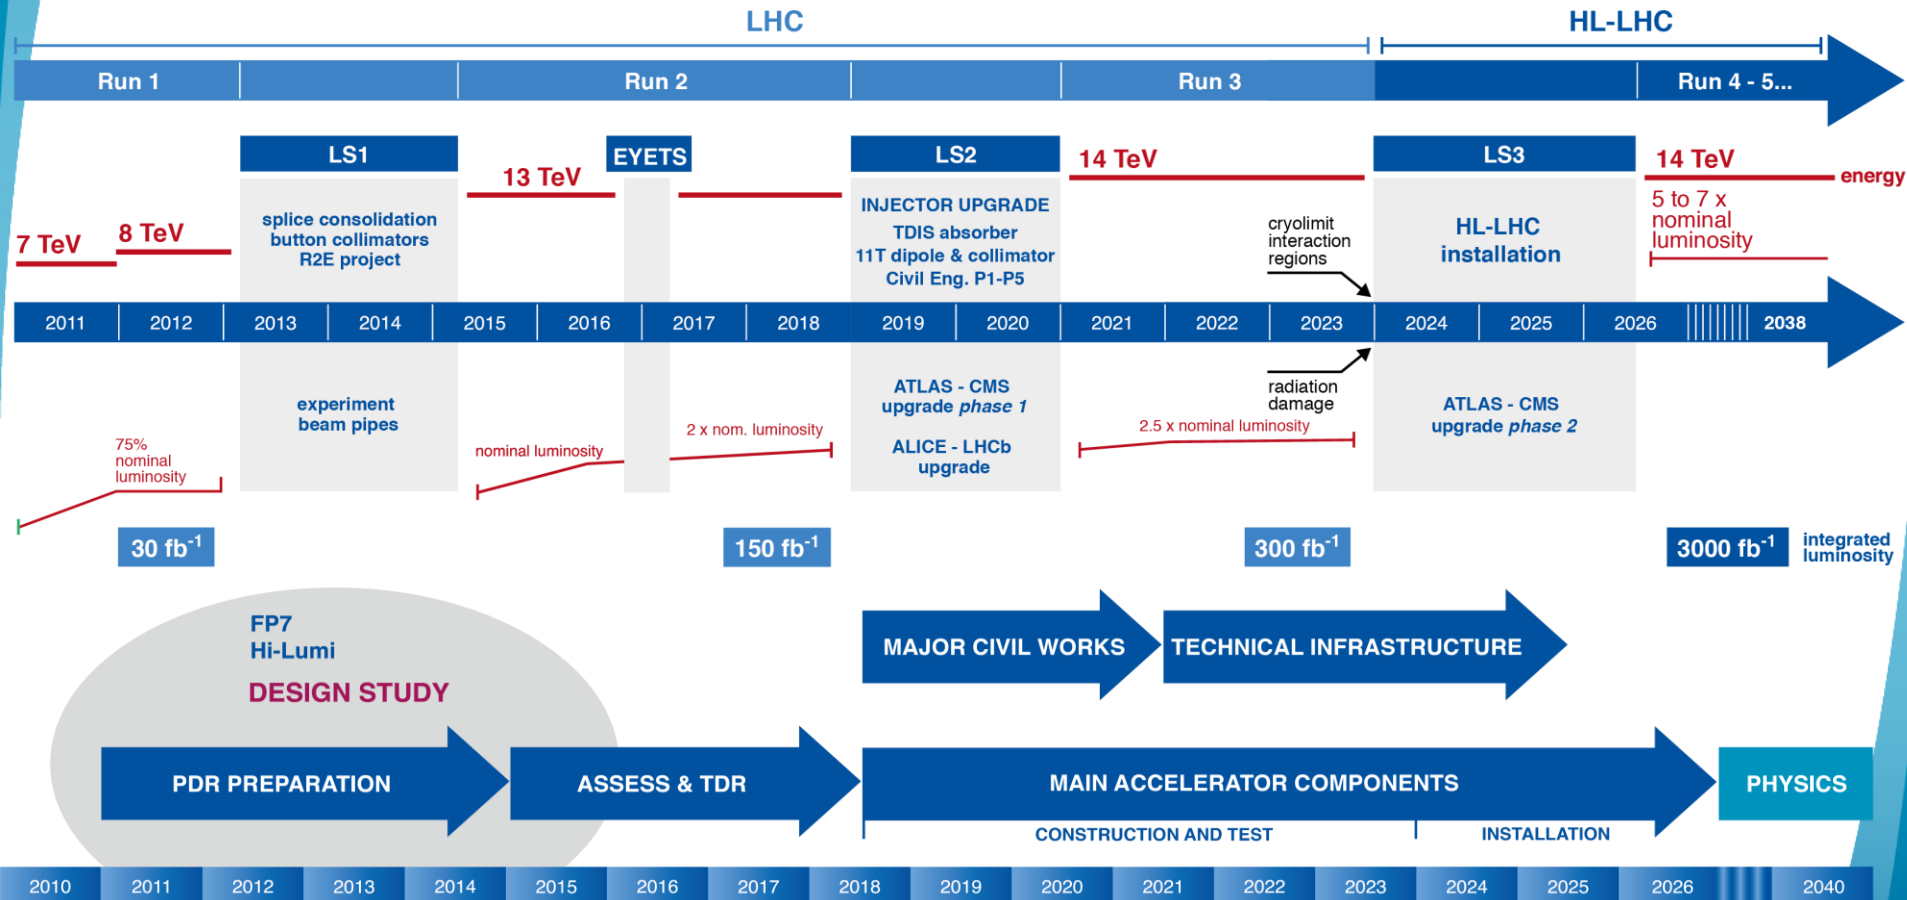 LHC
HL-LHC
Run 1
Run 2
Run 3
Run 4 - 5...
LS1
EYETS
LS2
LS3
7 TeV
8 TeV
13 TeV
14 TeV
14 TeV
energy
splice consolidation
button collimators
R2E project
INJECTOR UPGRADE
TDIS absorber
11T dipole & collimator
Civil Eng. P1-P5
cryolimit
interaction
regions
HL-LHC
installation
5 to 7 x
nominal
luminosity
2011
2012
2013
2014
2015
2016
2017
2018
2019
2020
2021
2022
2023
2024
2025
2026
2038
experiment
beam pipes
ATLAS - CMS
upgrade phase 1
ALICE - LHCb
upgrade
radiation
damage
ATLAS - CMS
upgrade phase 2
75%
nominal
luminosity
nominal luminosity
2 x nom. luminosity
2.5 x nominal luminosity
30 fb-1
150 fb-1
300 fb-1
3000 fb-1
integrated
luminosity
FP7
Hi-Lumi
DESIGN STUDY
MAJOR CIVIL WORKS
TECHNICAL INFRASTRUCTURE
PDR PREPARATION
ASSESS & TDR
MAIN ACCELERATOR COMPONENTS
PHYSICS
CONSTRUCTION AND TEST
INSTALLATION
2010
2011
2012
2013
2014
2015
2016
2017
2018
2019
2020
2021
2022
2023
2024
2025
2026
2040